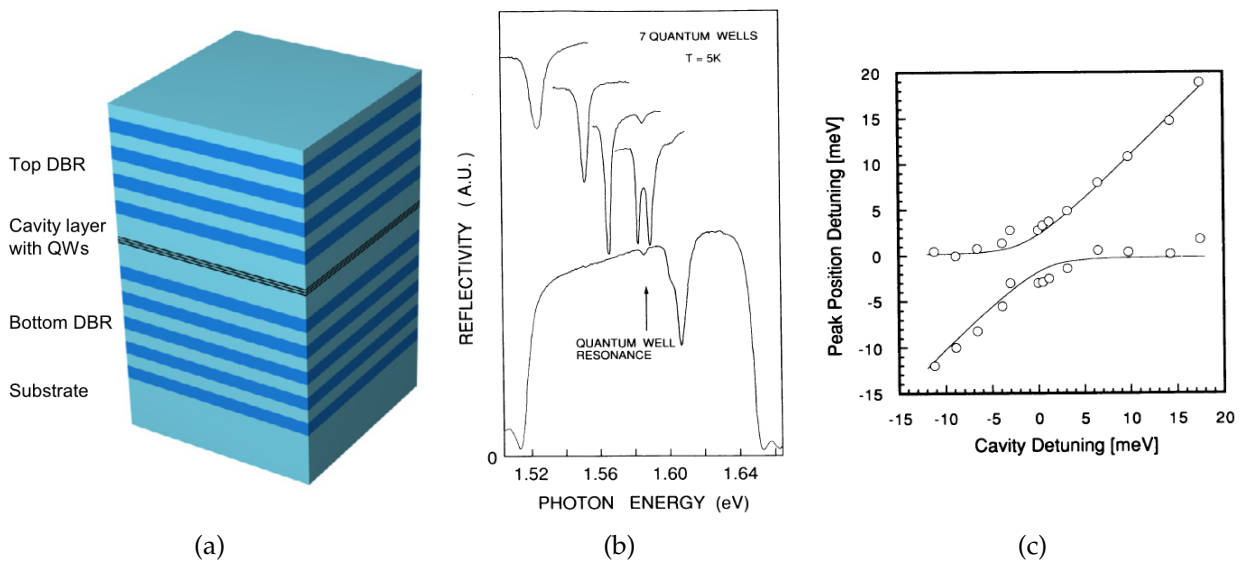 Top DBR
Cavity layer
with QWs
Bottom DBR
Substrate
(a)
7 QUANTUM WELLS
T = 5K
REFLECTIVITY (A.U.)
QUANTUM WELL
RESONANCE
0
1.52
1.56
1.60
1.64
PHOTON ENERGY (eV)
(b)
Peak Position Detuning [meV]
20
15
10
5
0
-5
-10
-15
-15
-10
-5
0
5
10
15
20
Cavity Detuning [meV]
(c)